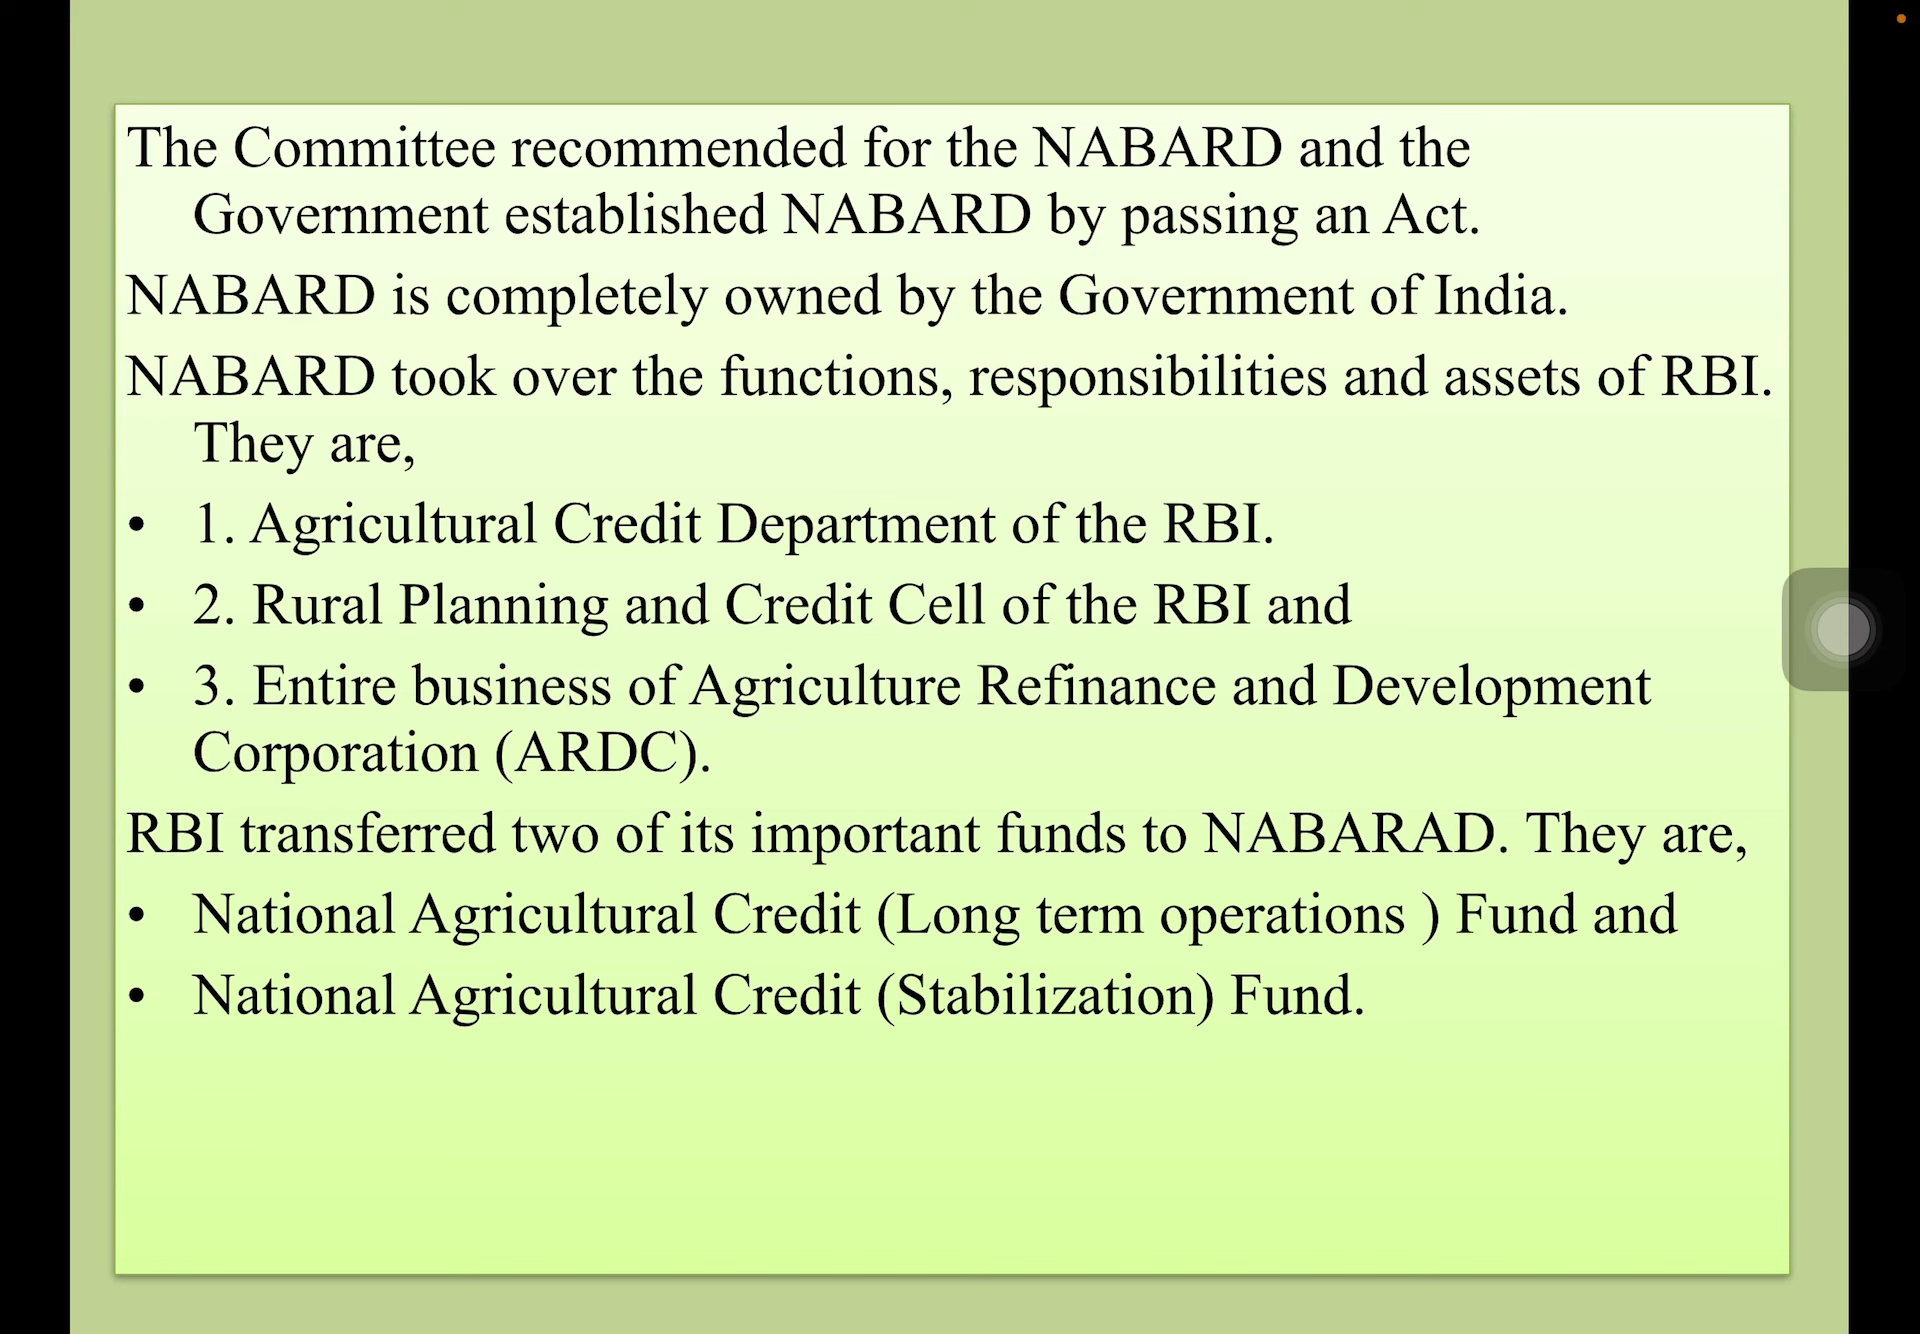 The Committee recommended for the NABARD and the
Government established NABARD by passing an Act.
NABARD is completely owned by the Government of India.
NABARD took over the functions, responsibilities and assets of RBI.
They are,
• 1. Agricultural Credit Department of the RBI.
• 2. Rural Planning and Credit Cell of the RBI and
• 3. Entire business of Agriculture Refinance and Development
Corporation (ARDC).
RBI transferred two of its important funds to NABARAD. They are,
• National Agricultural Credit (Long term operations ) Fund and
• National Agricultural Credit (Stabilization) Fund.